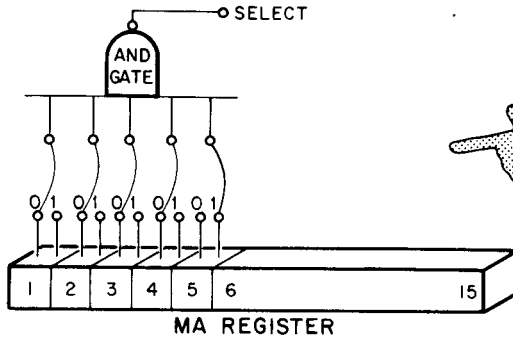 SELECT
AND
GATE
0 1 0 1 0 1 0 1 0 1
1 2 3 4 5 6 15
MA REGISTER